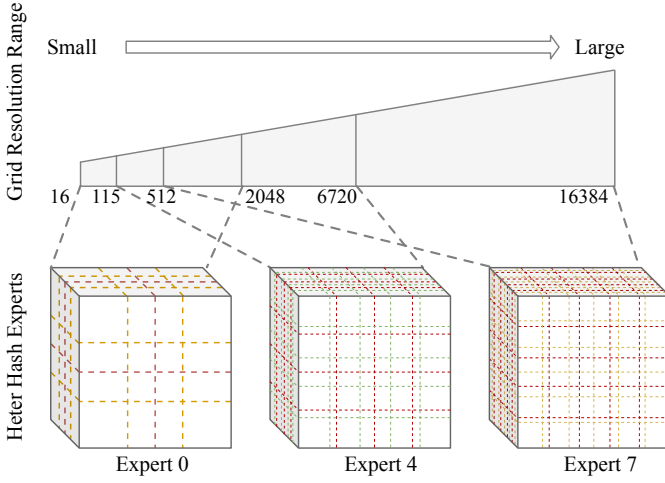 Grid Resolution Range
Small
Large
16
115
512
2048
6720
16384
Heter Hash Experts
Expert 0
Expert 4
Expert 7